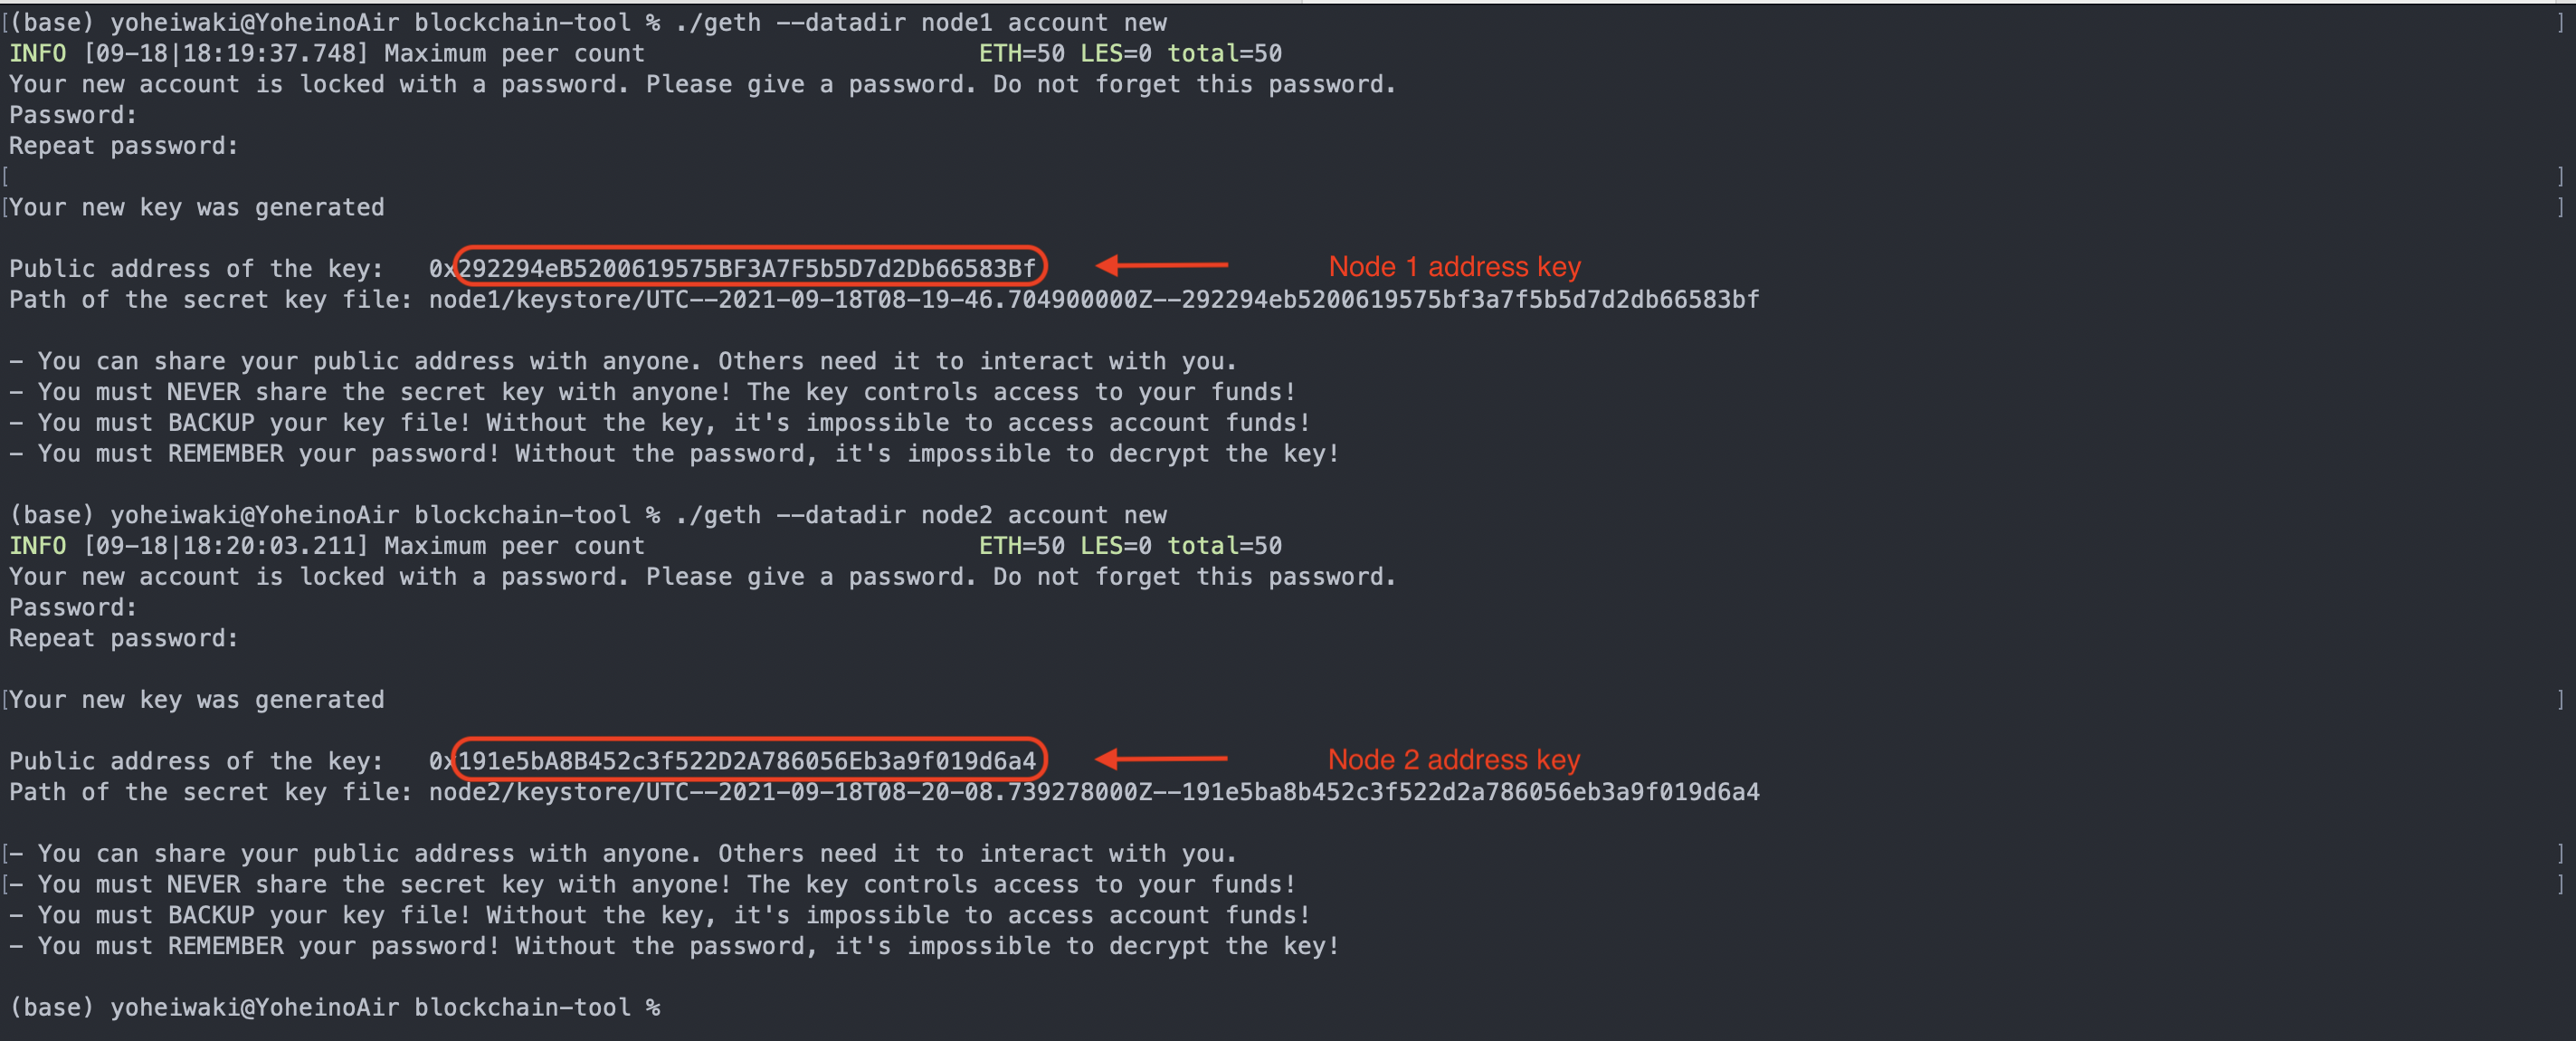 [(base) yoheiwaki@YoheinoAir blockchain-tool % ./geth --datadir node1 account new ]
INFO [09-18|18:19:37.748] Maximum peer count ETH=50 LES=0 total=50
Your new account is locked with a password. Please give a password. Do not forget this password.
Password:
Repeat password:
[ ]
[Your new key was generated ]
Public address of the key: 0x292294eB5200619575BF3A7F5b5D7d2Db66583Bf Node 1 address key
Path of the secret key file: node1/keystore/UTC--2021-09-18T08-19-46.704900000Z--292294eb5200619575bf3a7f5b5d7d2db66583bf
- You can share your public address with anyone. Others need it to interact with you.
- You must NEVER share the secret key with anyone! The key controls access to your funds!
- You must BACKUP your key file! Without the key, it's impossible to access account funds!
- You must REMEMBER your password! Without the password, it's impossible to decrypt the key!
(base) yoheiwaki@YoheinoAir blockchain-tool % ./geth --datadir node2 account new
INFO [09-18|18:20:03.211] Maximum peer count ETH=50 LES=0 total=50
Your new account is locked with a password. Please give a password. Do not forget this password.
Password:
Repeat password:
[Your new key was generated ]
Public address of the key: 0x191e5bA8B452c3f522D2A786056Eb3a9f019d6a4 Node 2 address key
Path of the secret key file: node2/keystore/UTC--2021-09-18T08-20-08.739278000Z--191e5ba8b452c3f522d2a786056eb3a9f019d6a4
[- You can share your public address with anyone. Others need it to interact with you. ]
[- You must NEVER share the secret key with anyone! The key controls access to your funds! ]
- You must BACKUP your key file! Without the key, it's impossible to access account funds!
- You must REMEMBER your password! Without the password, it's impossible to decrypt the key!
(base) yoheiwaki@YoheinoAir blockchain-tool %